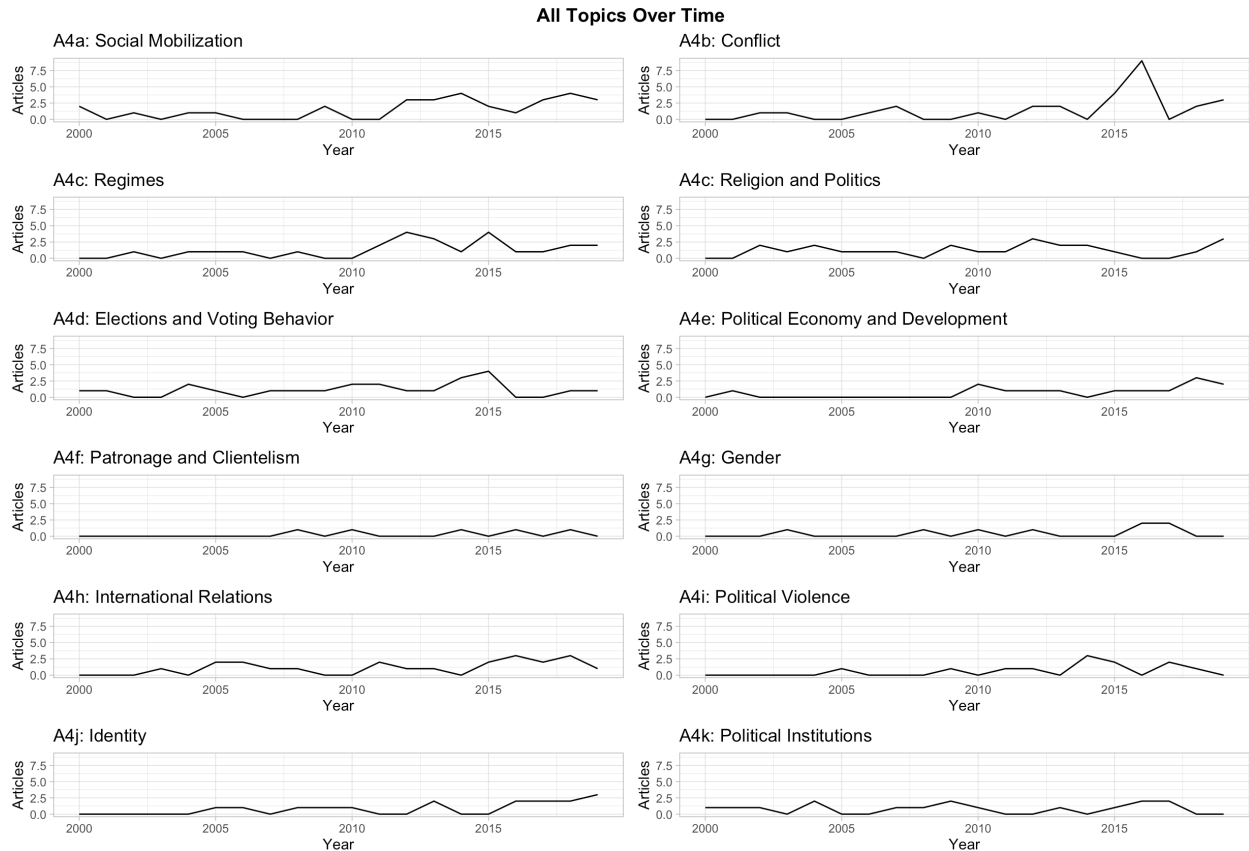 All Topics Over Time
A4a: Social Mobilization
Articles
7.5
5.0
2.5
0.0
2000 2005 2010 2015
Year
A4b: Conflict
Articles
7.5
5.0
2.5
0.0
2000 2005 2010 2015
Year
A4c: Regimes
Articles
7.5
5.0
2.5
0.0
2000 2005 2010 2015
Year
A4c: Religion and Politics
Articles
7.5
5.0
2.5
0.0
2000 2005 2010 2015
Year
A4d: Elections and Voting Behavior
Articles
7.5
5.0
2.5
0.0
2000 2005 2010 2015
Year
A4e: Political Economy and Development
Articles
7.5
5.0
2.5
0.0
2000 2005 2010 2015
Year
A4f: Patronage and Clientelism
Articles
7.5
5.0
2.5
0.0
2000 2005 2010 2015
Year
A4g: Gender
Articles
7.5
5.0
2.5
0.0
2000 2005 2010 2015
Year
A4h: International Relations
Articles
7.5
5.0
2.5
0.0
2000 2005 2010 2015
Year
A4i: Political Violence
Articles
7.5
5.0
2.5
0.0
2000 2005 2010 2015
Year
A4j: Identity
Articles
7.5
5.0
2.5
0.0
2000 2005 2010 2015
Year
A4k: Political Institutions
Articles
7.5
5.0
2.5
0.0
2000 2005 2010 2015
Year